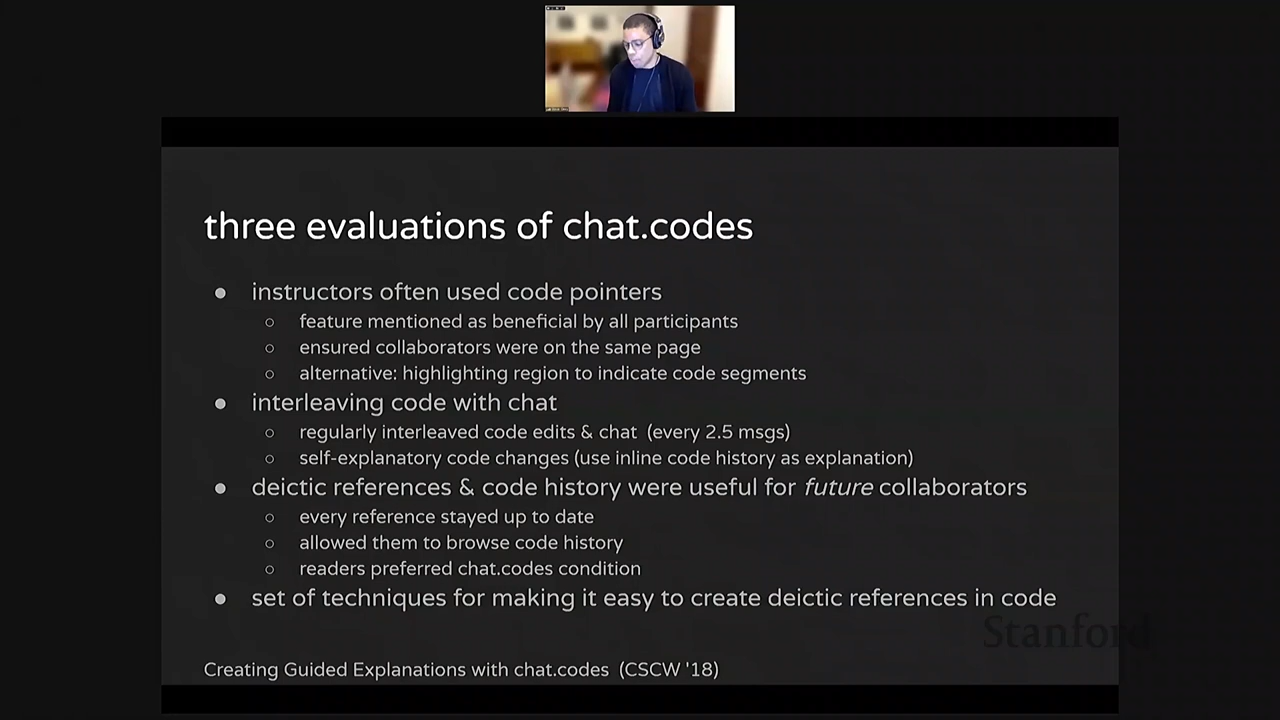 three evaluations of chat.codes
● instructors often used code pointers
○ feature mentioned as beneficial by all participants
○ ensured collaborators were on the same page
○ alternative: highlighting region to indicate code segments
● interleaving code with chat
○ regularly interleaved code edits & chat (every 2.5 msgs)
○ self-explanatory code changes (use inline code history as explanation)
● deictic references & code history were useful for future collaborators
○ every reference stayed up to date
○ allowed them to browse code history
○ readers preferred chat.codes condition
● set of techniques for making it easy to create deictic references in code
Stanford
Creating Guided Explanations with chat.codes (CSCW '18)